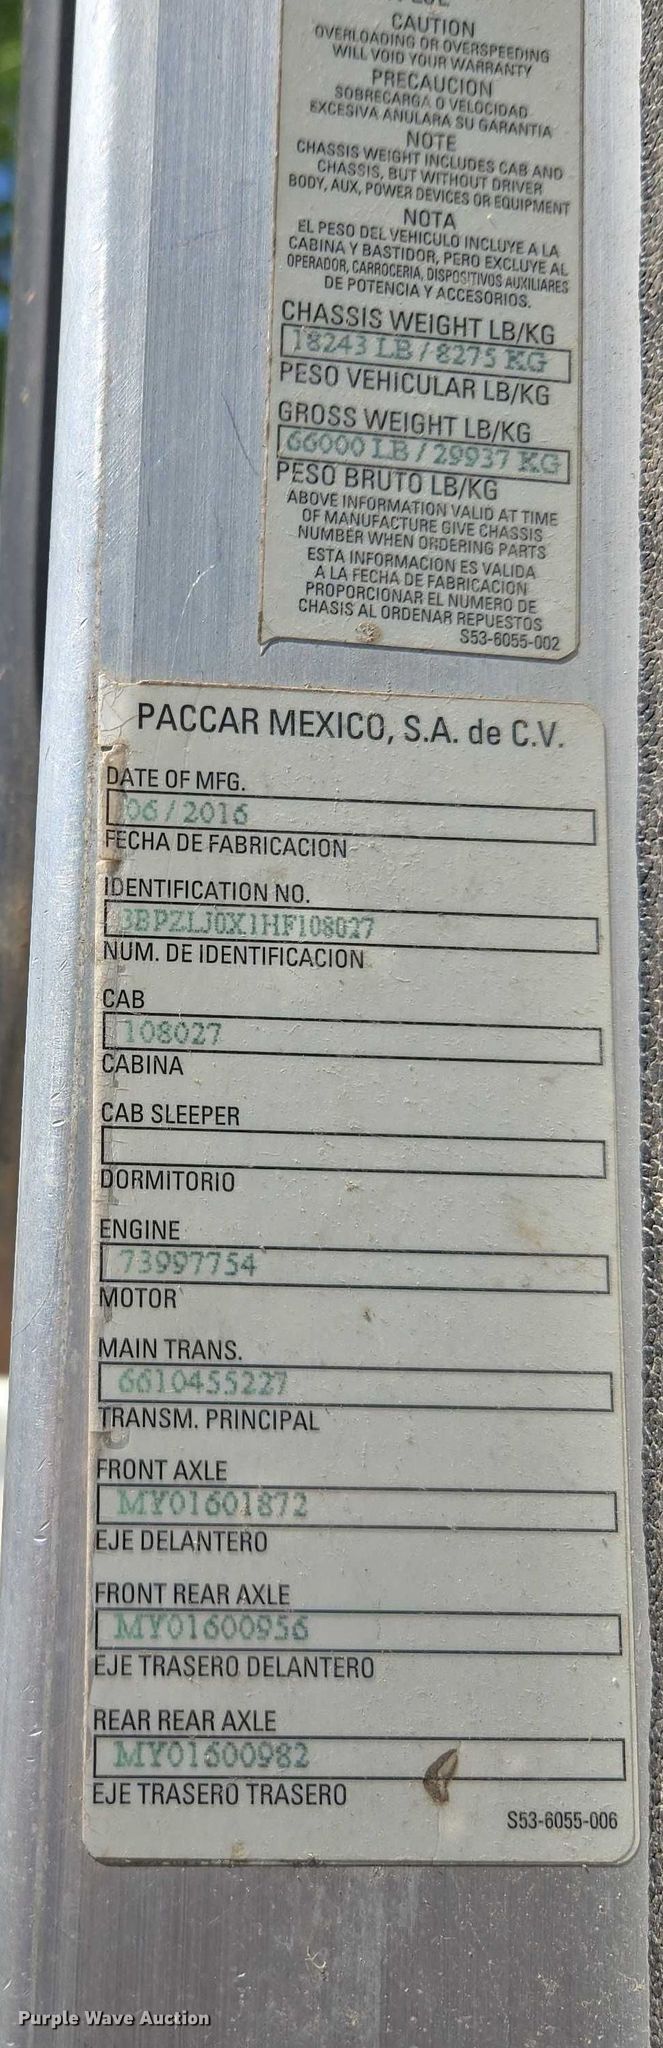 CAUTION
OVERLOADING OR OVERSPEEDING
WILL VOID YOUR WARRANTY
PRECAUCION
SOBRECARGA O VELOCIDAD
EXCESIVA ANULARA SU GARANTIA
NOTE
CHASSIS WEIGHT INCLUDES CAB AND
CHASSIS, BUT WITHOUT DRIVER
BODY, AUX, POWER DEVICES OR EQUIPMENT
NOTA
EL PESO DEL VEHICULO INCLUYE A LA
CABINA Y BASTIDOR, PERO EXCLUYE AL
OPERADOR, CARROCERIA, DISPOSITIVOS AUXILIARES
DE POTENCIA Y ACCESORIOS.
CHASSIS WEIGHT LB/KG
18243 LB / 8275 KG
PESO VEHICULAR LB/KG
GROSS WEIGHT LB/KG
66000 LB / 29937 KG
PESO BRUTO LB/KG
ABOVE INFORMATION VALID AT TIME
OF MANUFACTURE GIVE CHASSIS
NUMBER WHEN ORDERING PARTS
ESTA INFORMACION ES VALIDA
A LA FECHA DE FABRICACION
PROPORCIONAR EL NUMERO DE
CHASIS AL ORDENAR REPUESTOS
S53-6055-002
PACCAR MEXICO, S.A. de C.V.
DATE OF MFG.
06 / 2016
FECHA DE FABRICACION
IDENTIFICATION NO.
3BPZLJ0X1HF108027
NUM. DE IDENTIFICACION
CAB
108027
CABINA
CAB SLEEPER
DORMITORIO
ENGINE
73997754
MOTOR
MAIN TRANS.
6610455227
TRANSM. PRINCIPAL
FRONT AXLE
MY01601872
EJE DELANTERO
FRONT REAR AXLE
MY01600956
EJE TRASERO DELANTERO
REAR REAR AXLE
MY01600982
EJE TRASERO TRASERO
S53-6055-006
Purple Wave Auction